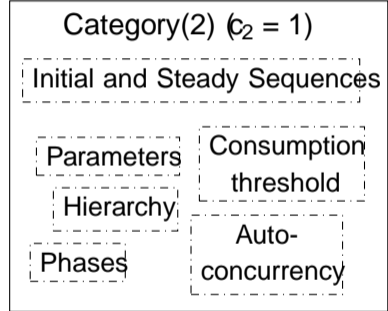 Category(2) (c₂ = 1)
Initial and Steady Sequences
Parameters
Consumption
threshold
Hierarchy
Auto-
concurrency
Phases